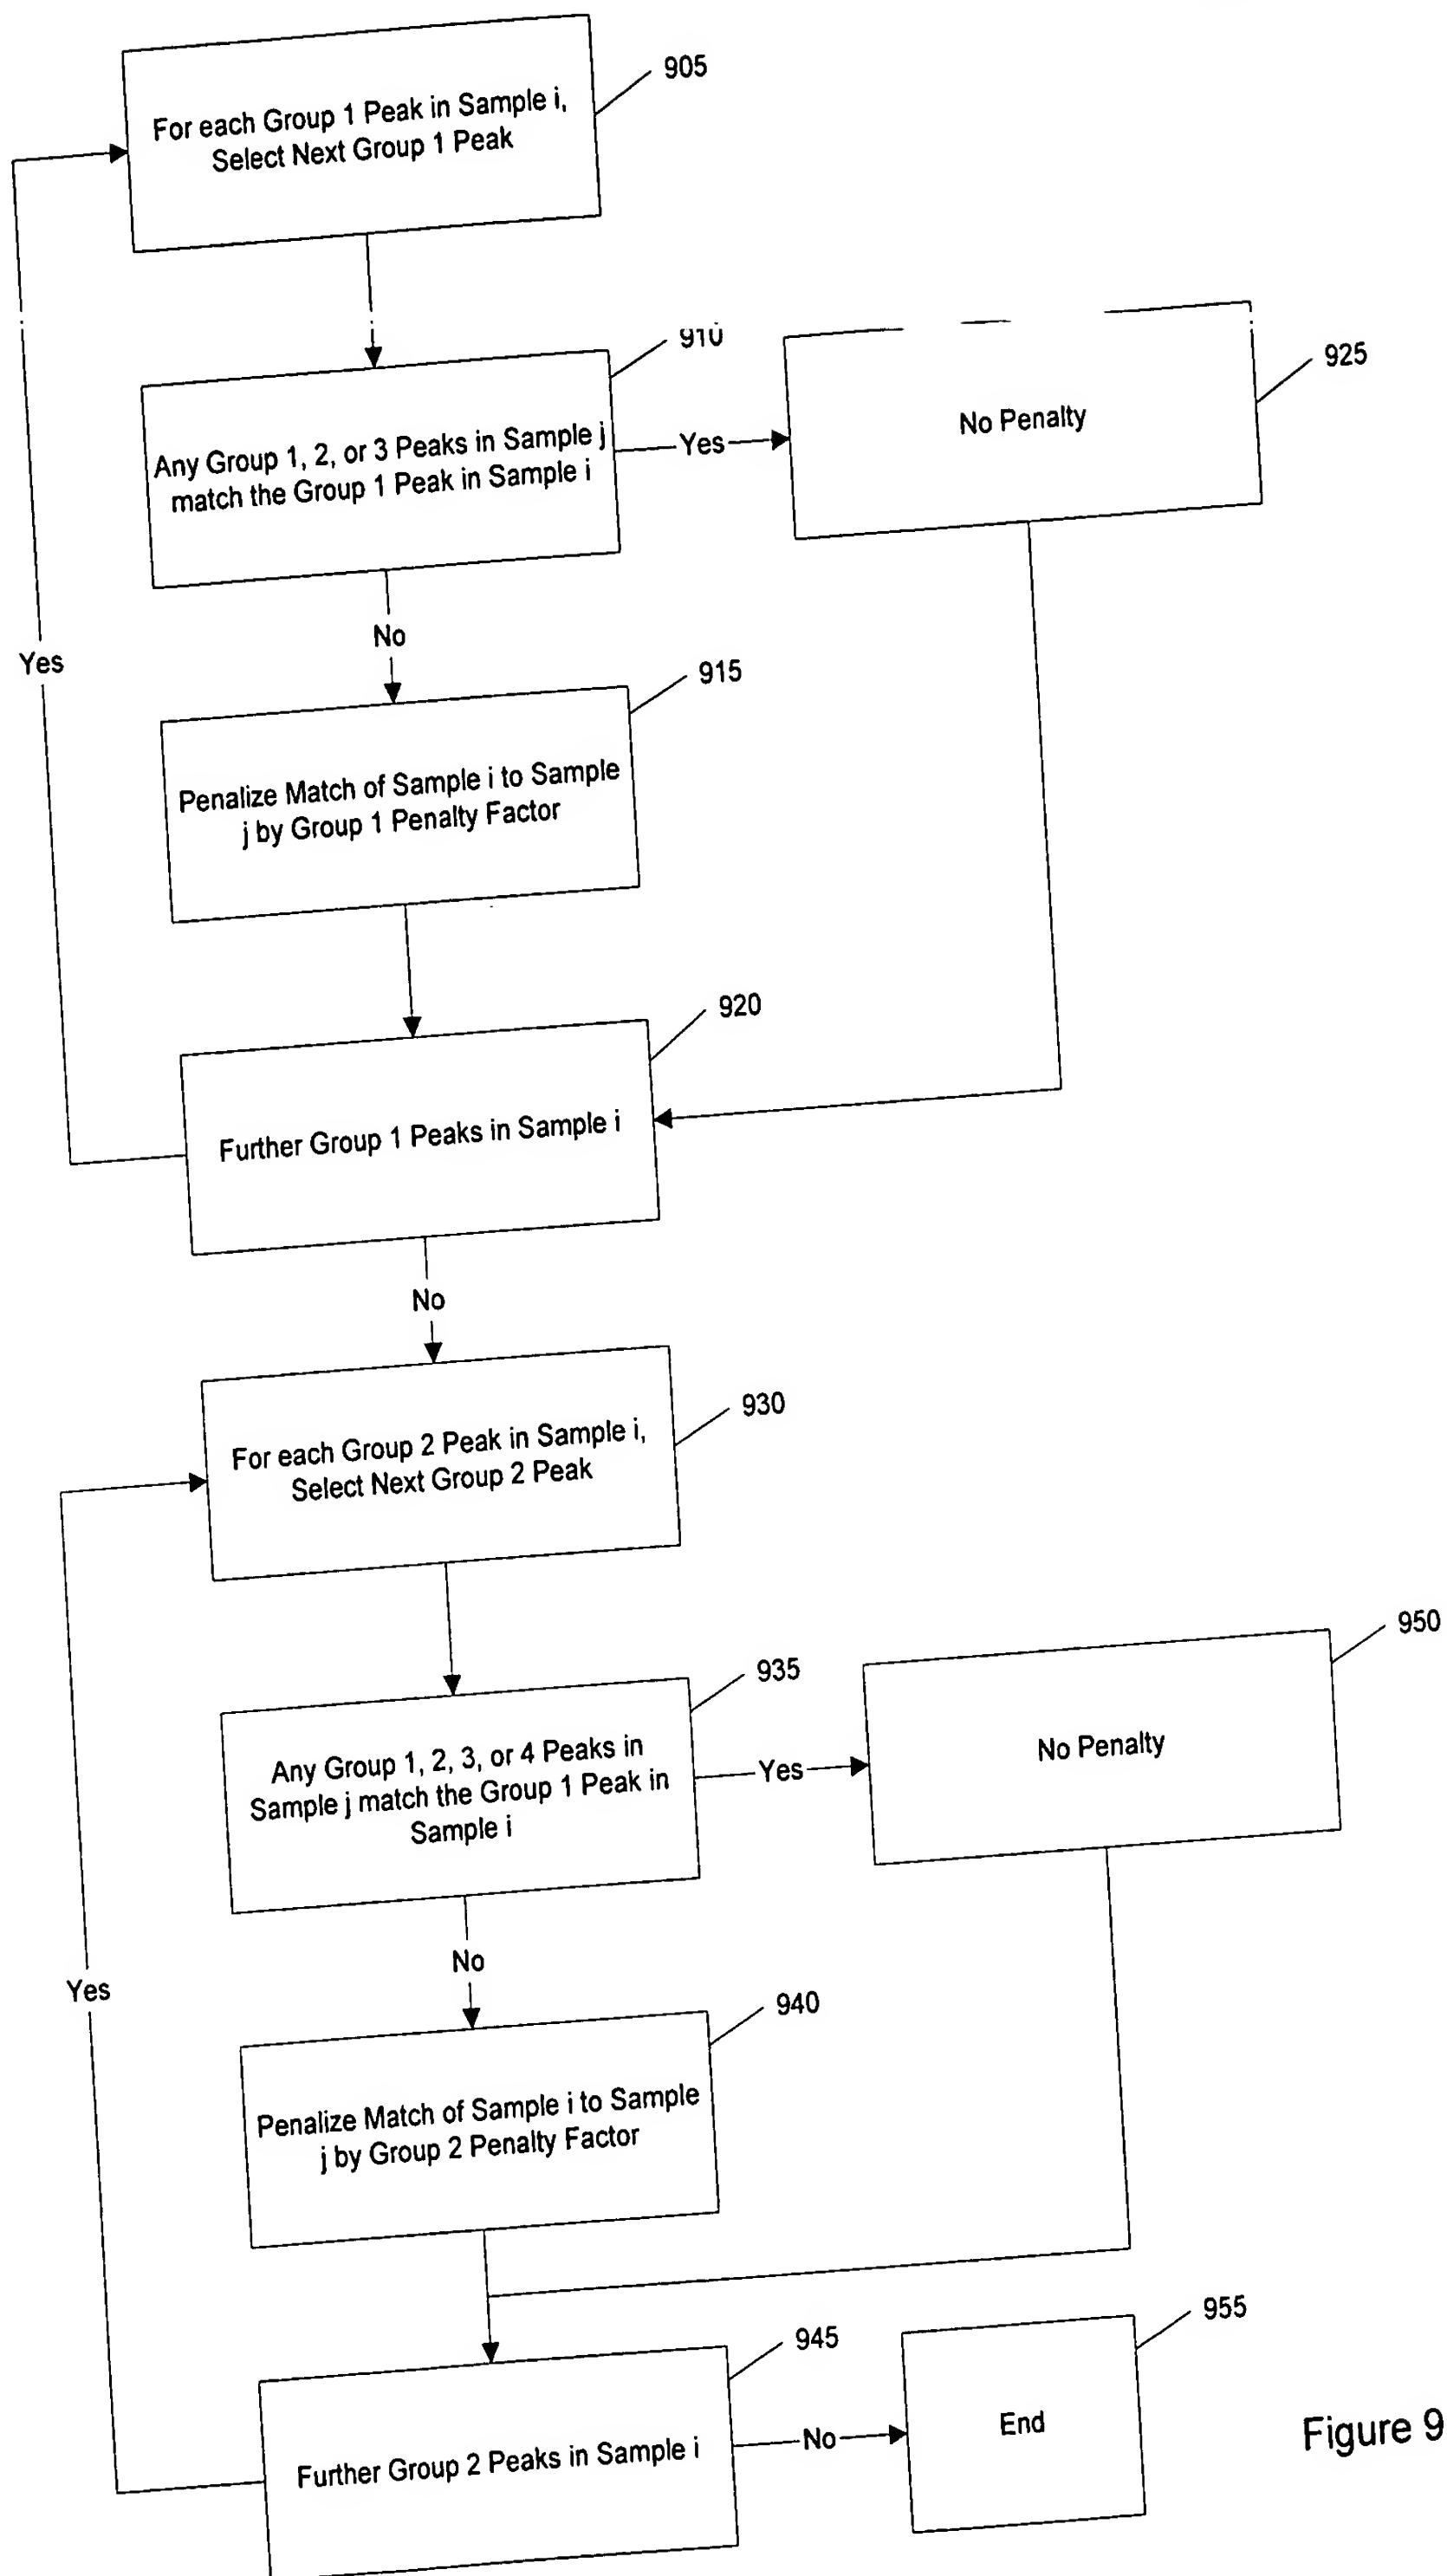 905
For each Group 1 Peak in Sample i,
Select Next Group 1 Peak
910
925
Any Group 1, 2, or 3 Peaks in Sample j
match the Group 1 Peak in Sample i
Yes
No Penalty
No
Yes
915
Penalize Match of Sample i to Sample
j by Group 1 Penalty Factor
920
Further Group 1 Peaks in Sample i
No
930
For each Group 2 Peak in Sample i,
Select Next Group 2 Peak
935
950
Any Group 1, 2, 3, or 4 Peaks in
Sample j match the Group 1 Peak in
Sample i
Yes
No Penalty
No
Yes
940
Penalize Match of Sample i to Sample
j by Group 2 Penalty Factor
945
955
Further Group 2 Peaks in Sample i
No
End
Figure 9